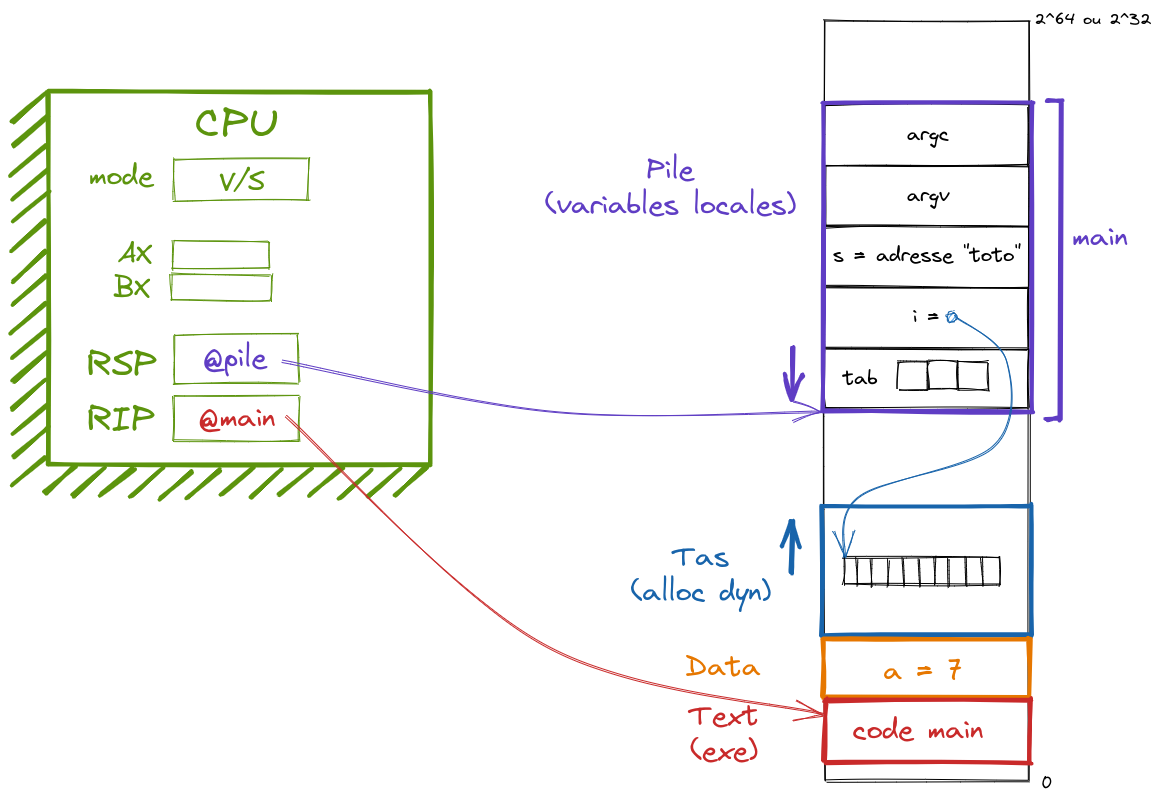 CPU
mode V/S
AX
BX
RSP @pile
RIP @main
Pile
(variables locales)
Tas
(alloc dyn)
Data
Text
(exe)
2^64 ou 2^32
argc
argv
s = adresse "toto"
i =
tab
main
a = 7
code main
0